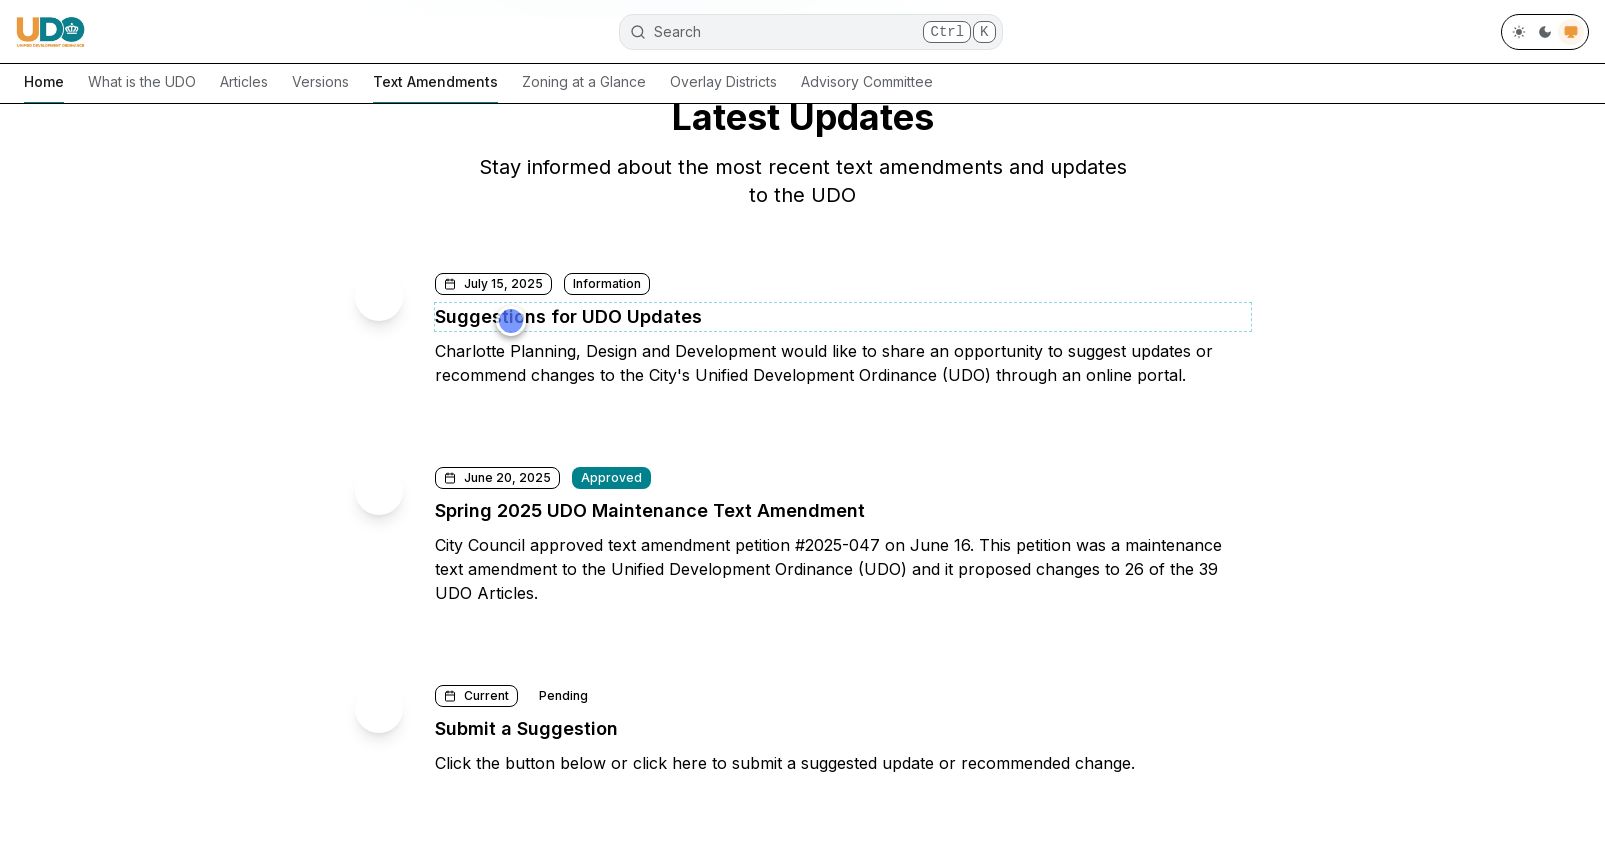 UDO
UNIFIED DEVELOPMENT ORDINANCE
Search
Ctrl K
Home
What is the UDO
Articles
Versions
Text Amendments
Zoning at a Glance
Overlay Districts
Advisory Committee
Latest Updates
Stay informed about the most recent text amendments and updates
to the UDO
July 15, 2025
Information
Suggestions for UDO Updates
Charlotte Planning, Design and Development would like to share an opportunity to suggest updates or
recommend changes to the City's Unified Development Ordinance (UDO) through an online portal.
June 20, 2025
Approved
Spring 2025 UDO Maintenance Text Amendment
City Council approved text amendment petition #2025-047 on June 16. This petition was a maintenance
text amendment to the Unified Development Ordinance (UDO) and it proposed changes to 26 of the 39
UDO Articles.
Current
Pending
Submit a Suggestion
Click the button below or click here to submit a suggested update or recommended change.